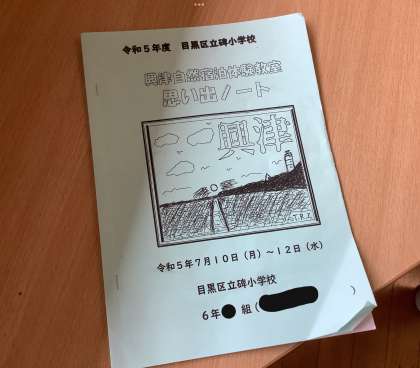 令和５年度　目黒区立碑小学校
興津自然宿泊体験教室
思い出ノート
興津
T.R.Z
令和５年７月１０日（月）～１２日（水）
目黒区立碑小学校
６年　組（　）